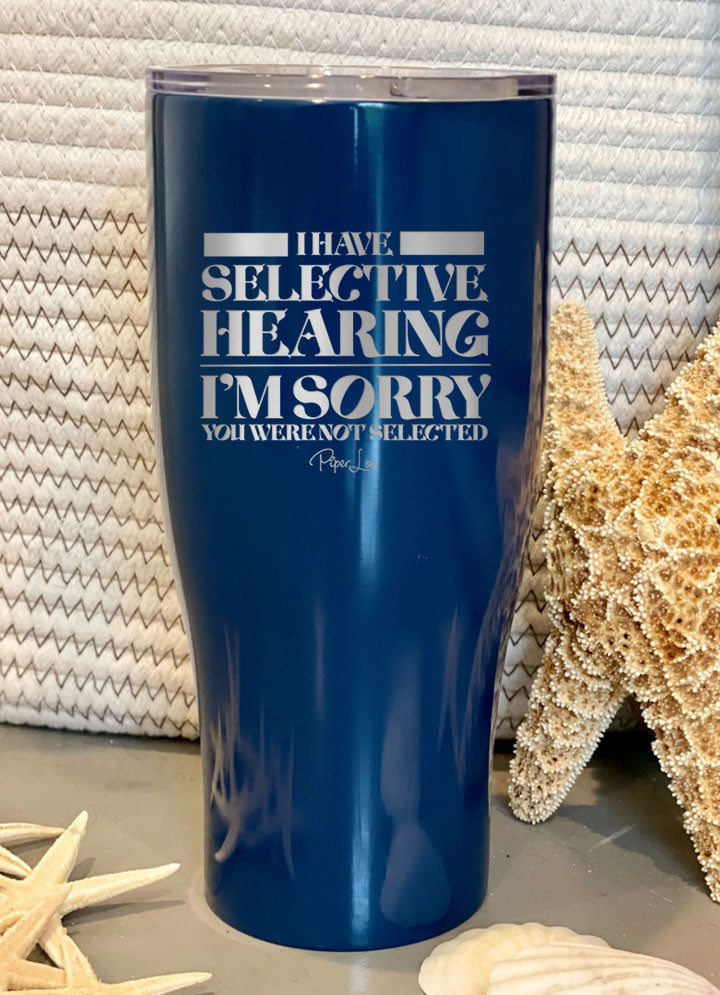 I HAVE
SELECTIVE
HEARING
I'M SORRY
YOU WERE NOT SELECTED
Piper Lou